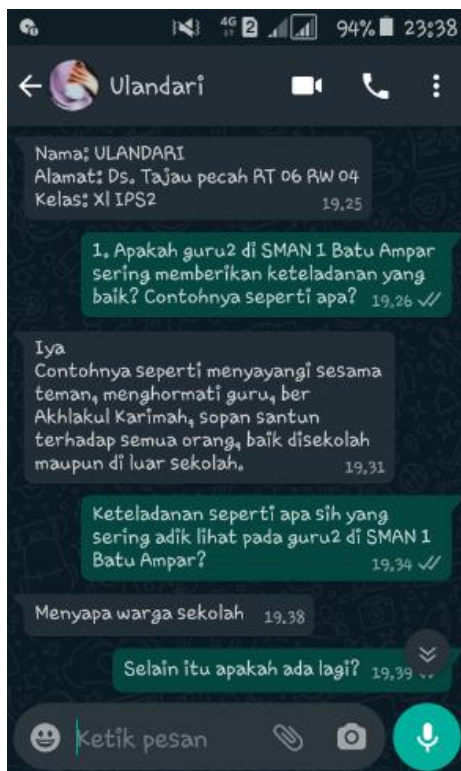 4G 2 94% 23:38
Ulandari
Nama: ULANDARI
Alamat: Ds. Tajau pecah RT 06 RW 04
Kelas: Xl IPS2 19,25
1. Apakah guru2 di SMAN 1 Batu Ampar
sering memberikan keteladanan yang
baik? Contohnya seperti apa? 19,26
Iya
Contohnya seperti menyayangi sesama
teman, menghormati guru, ber
Akhlakul Karimah, sopan santun
terhadap semua orang, baik disekolah
maupun di luar sekolah. 19,31
Keteladanan seperti apa sih yang
sering adik lihat pada guru2 di SMAN 1
Batu Ampar? 19,34
Menyapa warga sekolah 19,38
Selain itu apakah ada lagi? 19,39
Ketik pesan